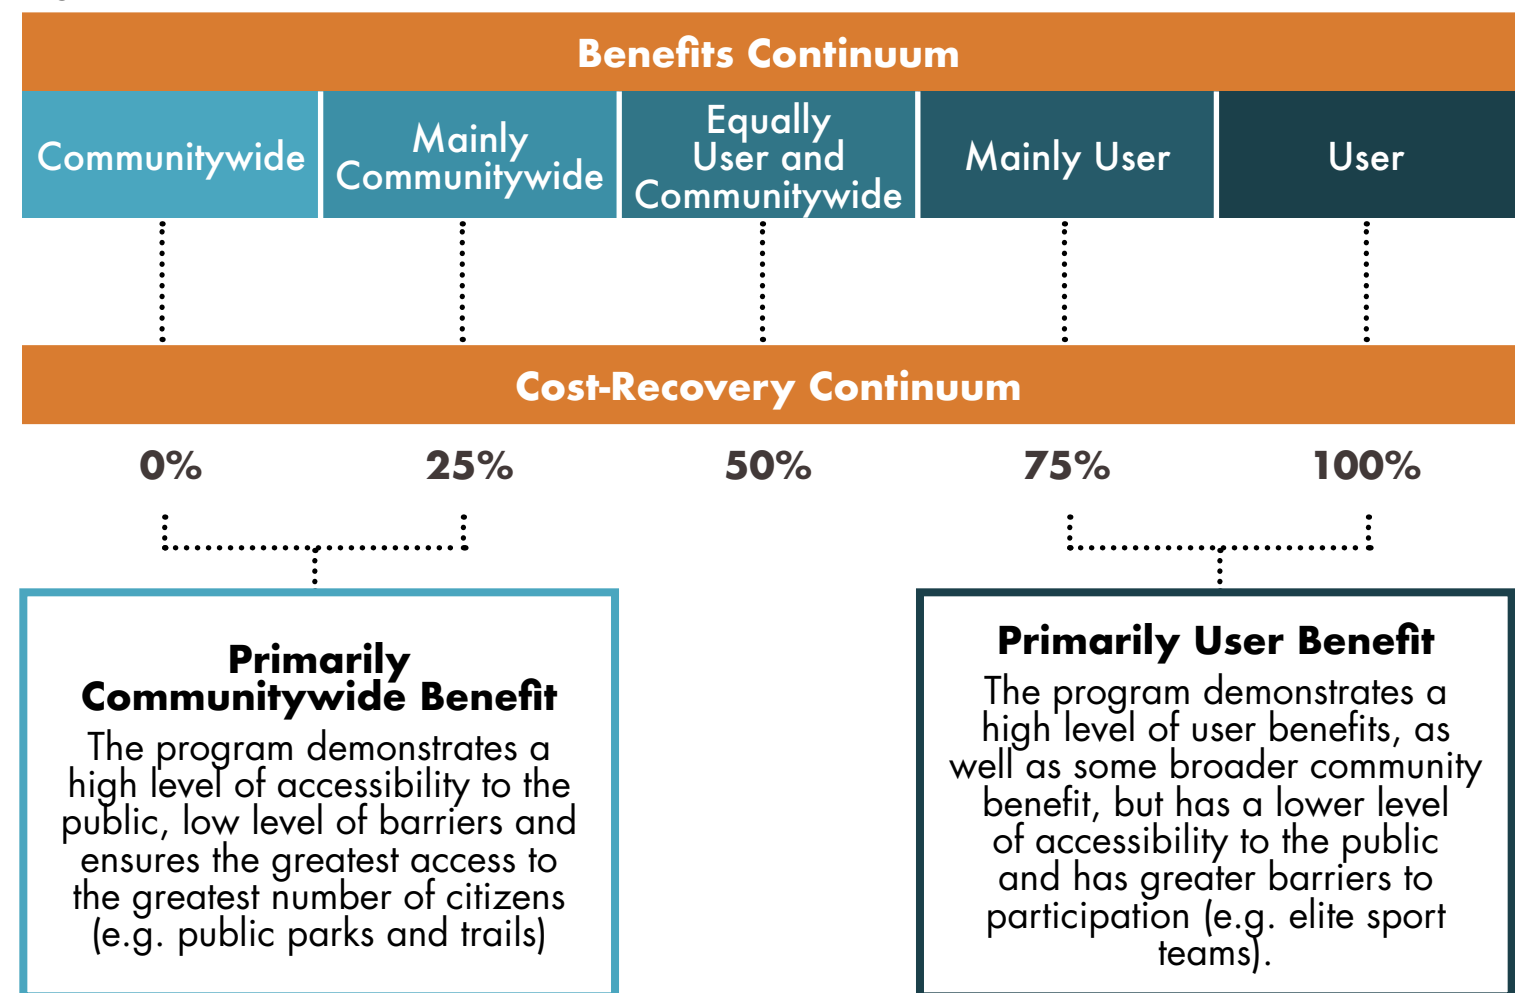 Benefits Continuum
Communitywide
Mainly
Communitywide
Equally
User and
Communitywide
Mainly User
User
Cost-Recovery Continuum
0%
25%
50%
75%
100%
Primarily
Communitywide Benefit
The program demonstrates a
high level of accessibility to the
public, low level of barriers and
ensures the greatest access to
the greatest number of citizens
(e.g. public parks and trails)
Primarily User Benefit
The program demonstrates a
high level of user benefits, as
well as some broader community
benefit, but has a lower level
of accessibility to the public
and has greater barriers to
participation (e.g. elite sport
teams).